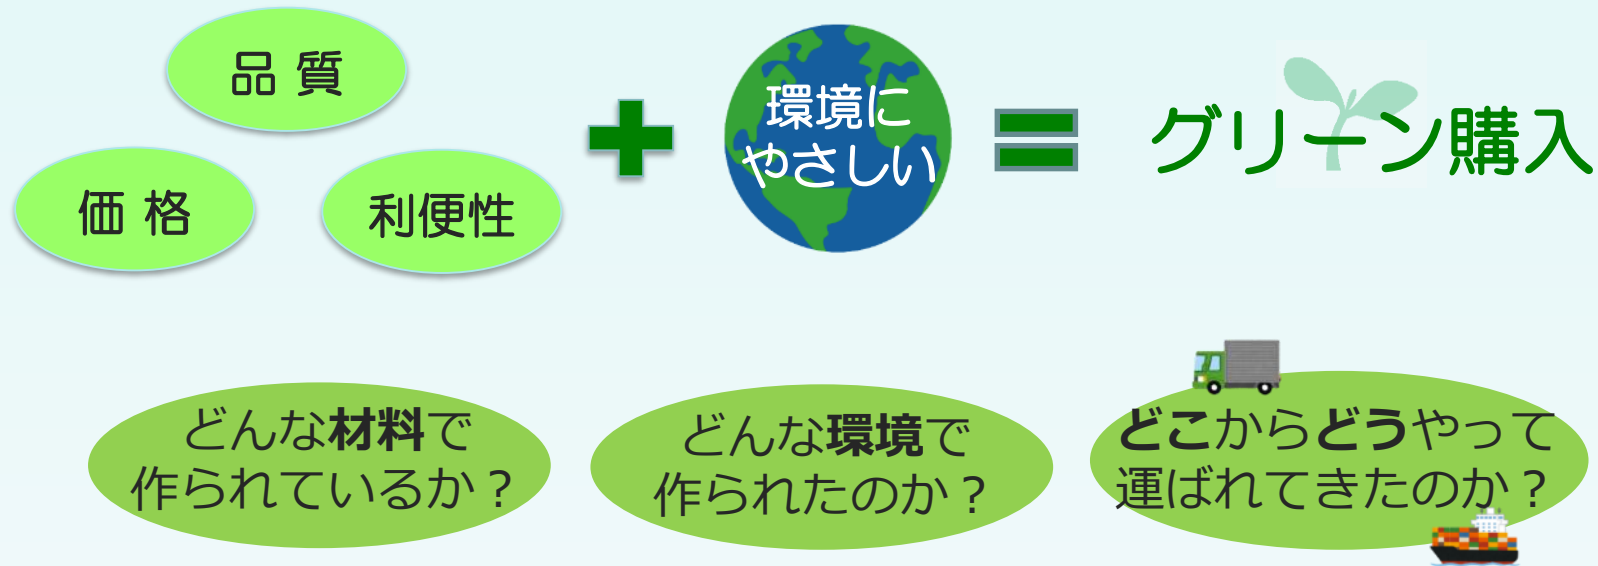 品質
価格
利便性
環境に
やさしい
グリーン購入
どんな材料で
作られているか？
どんな環境で
作られたのか？
どこからどうやって
運ばれてきたのか？